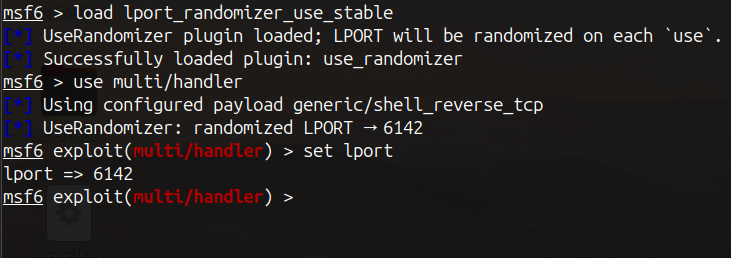 msf6 > load lport_randomizer_use_stable
[*] UseRandomizer plugin loaded; LPORT will be randomized on each `use`.
[*] Successfully loaded plugin: use_randomizer
msf6 > use multi/handler
[*] Using configured payload generic/shell_reverse_tcp
[*] UseRandomizer: randomized LPORT → 6142
msf6 exploit(multi/handler) > set lport
lport => 6142
msf6 exploit(multi/handler) >